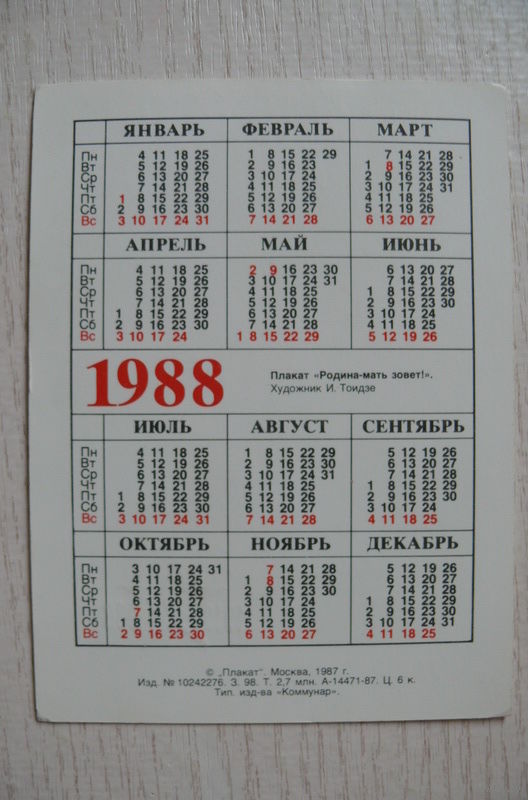 ЯНВАРЬ ФЕВРАЛЬ МАРТ
Пн 4 11 18 25 1 8 15 22 29 7 14 21 28
Вт 5 12 19 26 2 9 16 23 1 8 15 22 29
Ср 6 13 20 27 3 10 17 24 2 9 16 23 30
Чт 7 14 21 28 4 11 18 25 3 10 17 24 31
Пт 1 8 15 22 29 5 12 19 26 4 11 18 25
Сб 2 9 16 23 30 6 13 20 27 5 12 19 26
Вс 3 10 17 24 31 7 14 21 28 6 13 20 27
АПРЕЛЬ МАЙ ИЮНЬ
Пн 4 11 18 25 2 9 16 23 30 6 13 20 27
Вт 5 12 19 26 3 10 17 24 31 7 14 21 28
Ср 6 13 20 27 4 11 18 25 1 8 15 22 29
Чт 7 14 21 28 5 12 19 26 2 9 16 23 30
Пт 1 8 15 22 29 6 13 20 27 3 10 17 24
Сб 2 9 16 23 30 7 14 21 28 4 11 18 25
Вс 3 10 17 24 1 8 15 22 29 5 12 19 26
1988
Плакат «Родина-мать зовет!».
Художник И. Тоидзе
ИЮЛЬ АВГУСТ СЕНТЯБРЬ
Пн 4 11 18 25 1 8 15 22 29 5 12 19 26
Вт 5 12 19 26 2 9 16 23 30 6 13 20 27
Ср 6 13 20 27 3 10 17 24 31 7 14 21 28
Чт 7 14 21 28 4 11 18 25 1 8 15 22 29
Пт 1 8 15 22 29 5 12 19 26 2 9 16 23 30
Сб 2 9 16 23 30 6 13 20 27 3 10 17 24
Вс 3 10 17 24 31 7 14 21 28 4 11 18 25
ОКТЯБРЬ НОЯБРЬ ДЕКАБРЬ
Пн 3 10 17 24 31 7 14 21 28 5 12 19 26
Вт 4 11 18 25 1 8 15 22 29 6 13 20 27
Ср 5 12 19 26 2 9 16 23 30 7 14 21 28
Чт 6 13 20 27 3 10 17 24 1 8 15 22 29
Пт 7 14 21 28 4 11 18 25 2 9 16 23 30
Сб 1 8 15 22 29 5 12 19 26 3 10 17 24 31
Вс 2 9 16 23 30 6 13 20 27 4 11 18 25
© „Плакат". Москва, 1987 г.
Изд. № 10242276. З. 98. Т. 2,7 млн. А-14471-87. Ц. 6 к.
Тип. изд-ва «Коммунар».